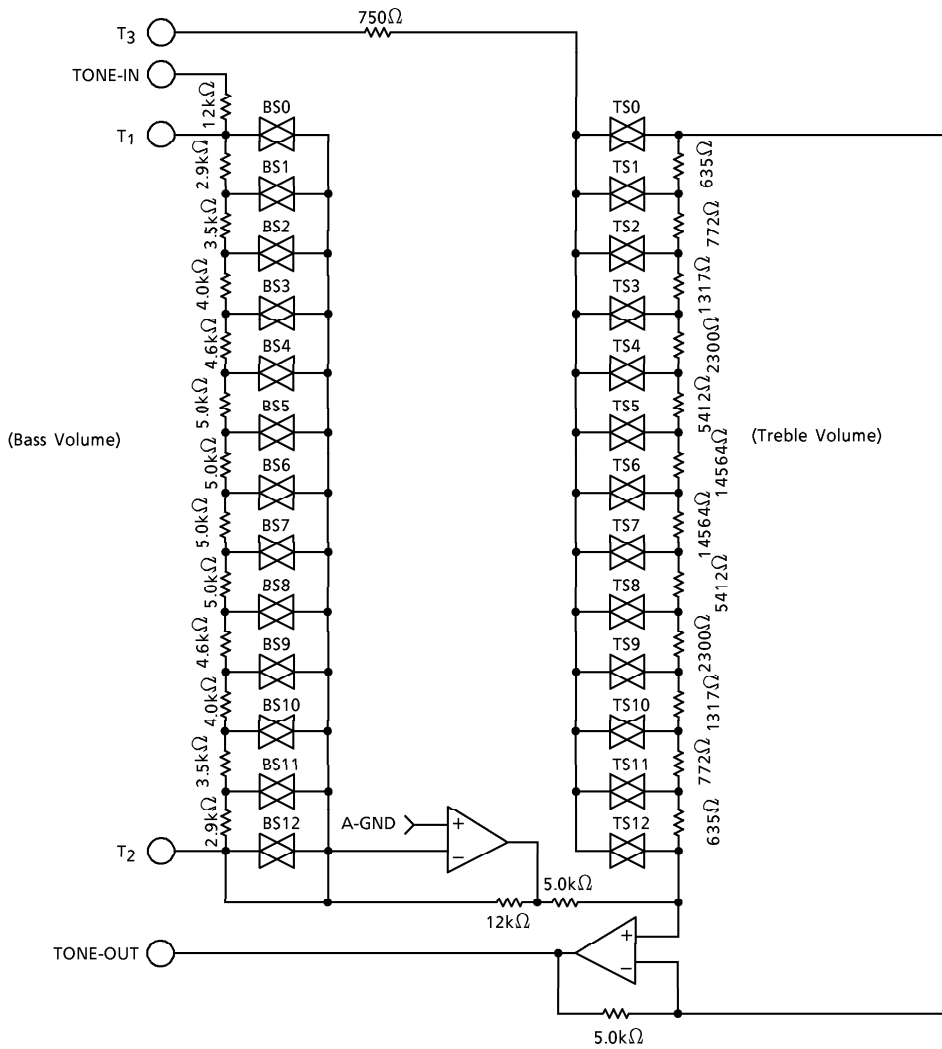 750Ω
T3
TONE-IN
12kΩ
BS0
TS0
T1
2.9kΩ
635Ω
BS1
TS1
3.5kΩ
772Ω
BS2
TS2
4.0kΩ
1317Ω
BS3
TS3
4.6kΩ
2300Ω
BS4
TS4
5.0kΩ
5412Ω
BS5
TS5
(Bass Volume)
(Treble Volume)
5.0kΩ
14564Ω
BS6
TS6
5.0kΩ
14564Ω
BS7
TS7
5.0kΩ
5412Ω
BS8
TS8
4.6kΩ
2300Ω
BS9
TS9
4.0kΩ
1317Ω
BS10
TS10
3.5kΩ
772Ω
BS11
TS11
2.9kΩ
635Ω
BS12
A-GND
+
TS12
T2
−
5.0kΩ
12kΩ
+
TONE-OUT
−
5.0kΩ